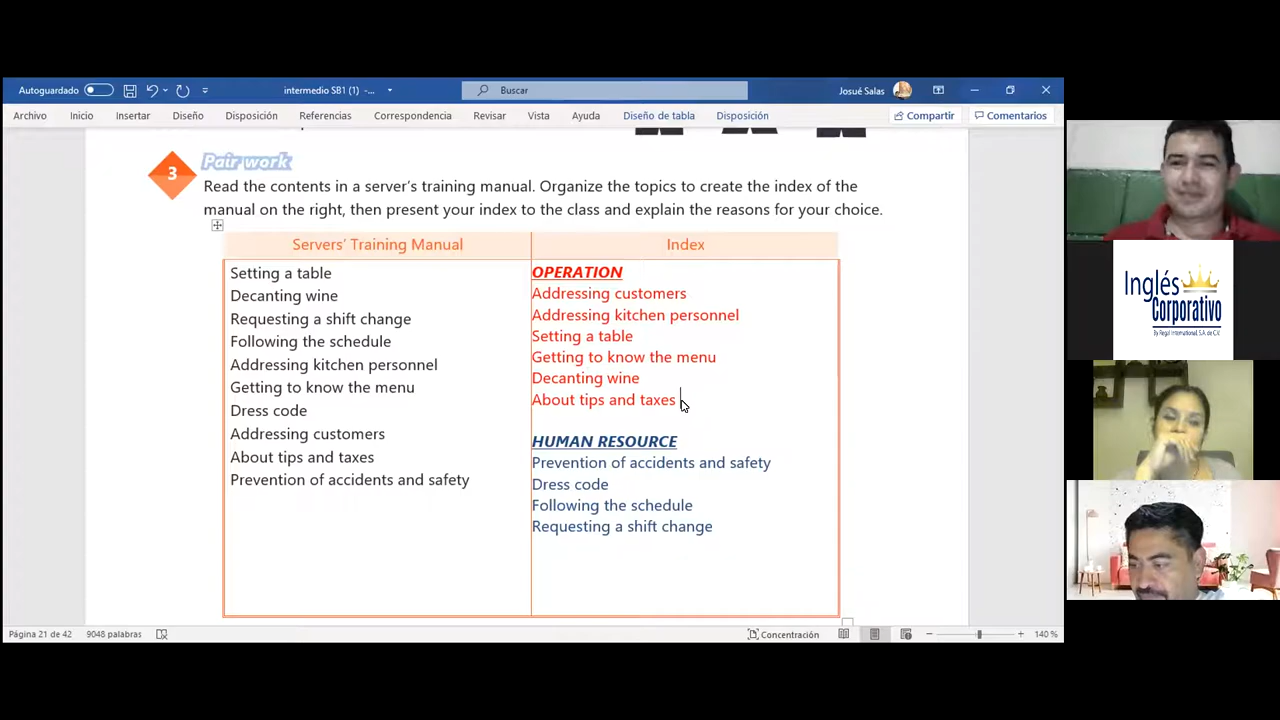 Autoguardado
intermedio SB1 (1) -...
Buscar
Josué Salas
Archivo Inicio Insertar Diseño Disposición Referencias Correspondencia Revisar Vista Ayuda Diseño de tabla Disposición Compartir Comentarios
3 Pair work
Read the contents in a server's training manual. Organize the topics to create the index of the
manual on the right, then present your index to the class and explain the reasons for your choice.
Servers' Training Manual
Setting a table
Decanting wine
Requesting a shift change
Following the schedule
Addressing kitchen personnel
Getting to know the menu
Dress code
Addressing customers
About tips and taxes
Prevention of accidents and safety
Index
OPERATION
Addressing customers
Addressing kitchen personnel
Setting a table
Getting to know the menu
Decanting wine
About tips and taxes
HUMAN RESOURCE
Prevention of accidents and safety
Dress code
Following the schedule
Requesting a shift change
Página 21 de 42 9048 palabras
Concentración
140 %
Inglés
Corporativo
By Regal International, S.A. de C.V.